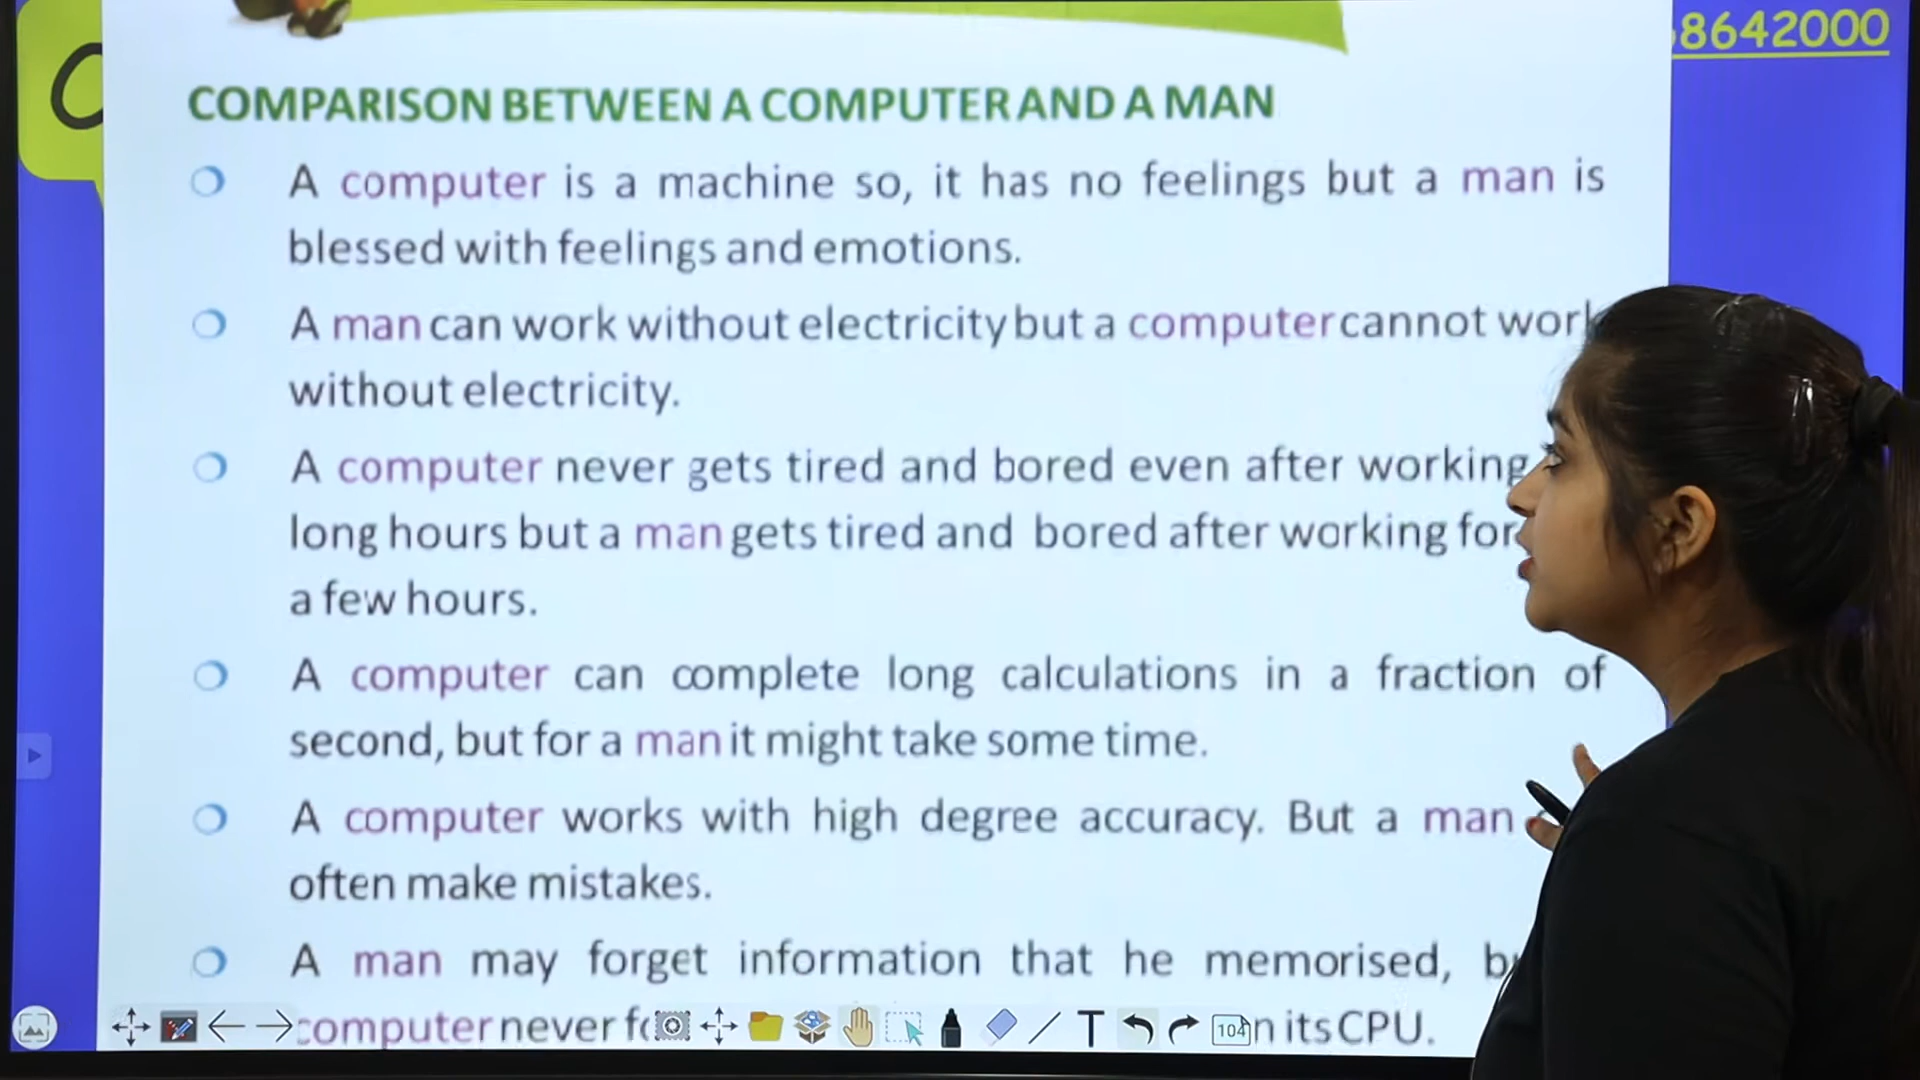 8642000
COMPARISON BETWEEN A COMPUTER AND A MAN
A computer is a machine so, it has no feelings but a man is
blessed with feelings and emotions.
A man can work without electricity but a computer cannot work
without electricity.
A computer never gets tired and bored even after working
long hours but a man gets tired and bored after working for
a few hours.
A computer can complete long calculations in a fraction of
second, but for a man it might take some time.
A computer works with high degree accuracy. But a man
often make mistakes.
A man may forget information that he memorised,
computer never its CPU.
T
104